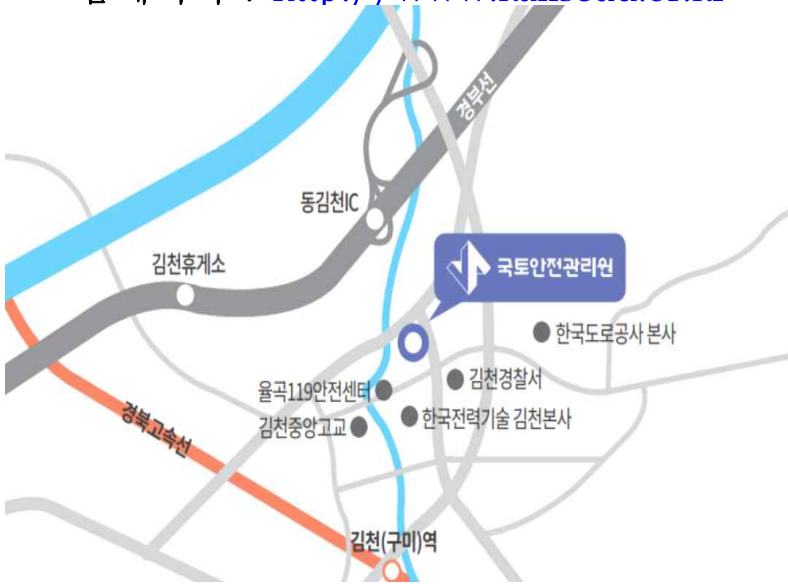 경부선
동김천IC
김천휴게소
국토안전관리원
한국도로공사 본사
율곡119안전센터
김천경찰서
김천중앙고교
한국전력기술 김천본사
경북고속선
김천(구미)역